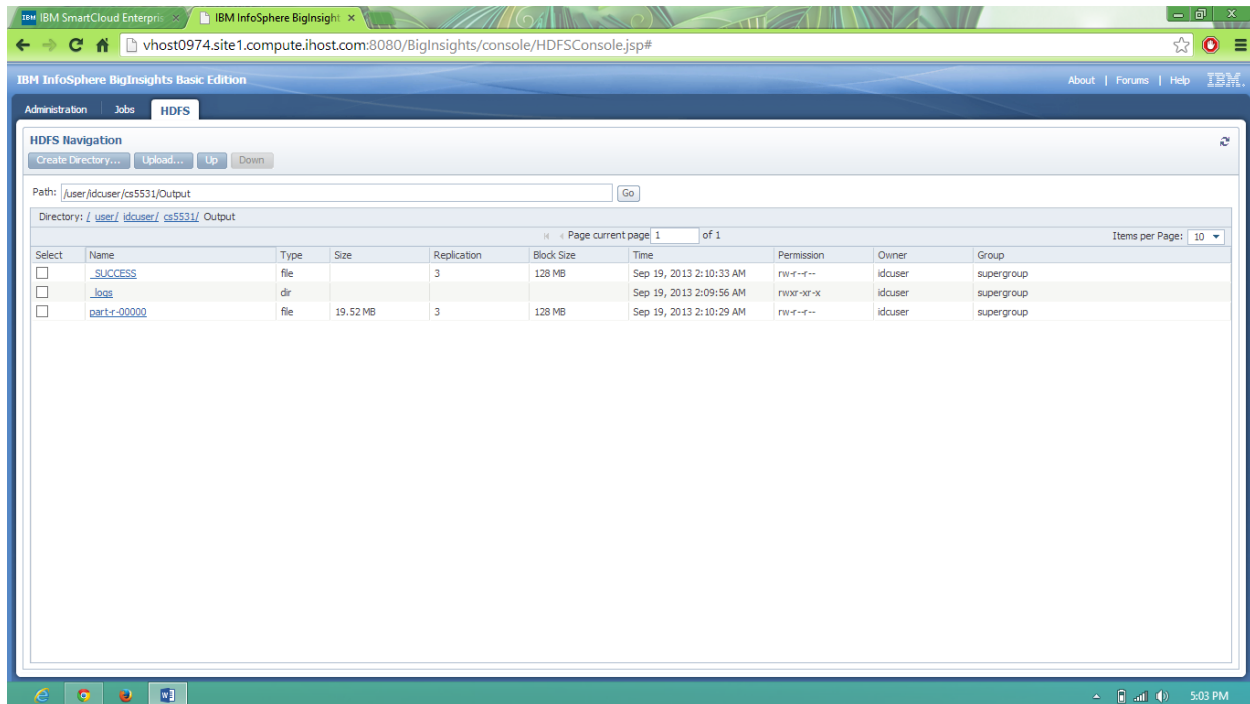 IBM IBM SmartCloud Enterpris IBM InfoSphere BigInsight
vhost0974.site1.compute.ihost.com:8080/BigInsights/console/HDFSConsole.jsp#
IBM InfoSphere BigInsights Basic Edition About | Forums | Help IBM.
Administration Jobs HDFS
HDFS Navigation
Create Directory... Upload... Up Down
Path: /user/idcuser/cs5531/Output Go
Directory: / user/ idcuser/ cs5531/ Output
Page current page 1 of 1 Items per Page: 10
Select Name Type Size Replication Block Size Time Permission Owner Group
_SUCCESS file 3 128 MB Sep 19, 2013 2:10:33 AM rw-r--r-- idcuser supergroup
_logs dir Sep 19, 2013 2:09:56 AM rwxr-xr-x idcuser supergroup
part-r-00000 file 19.52 MB 3 128 MB Sep 19, 2013 2:10:29 AM rw-r--r-- idcuser supergroup
5:03 PM